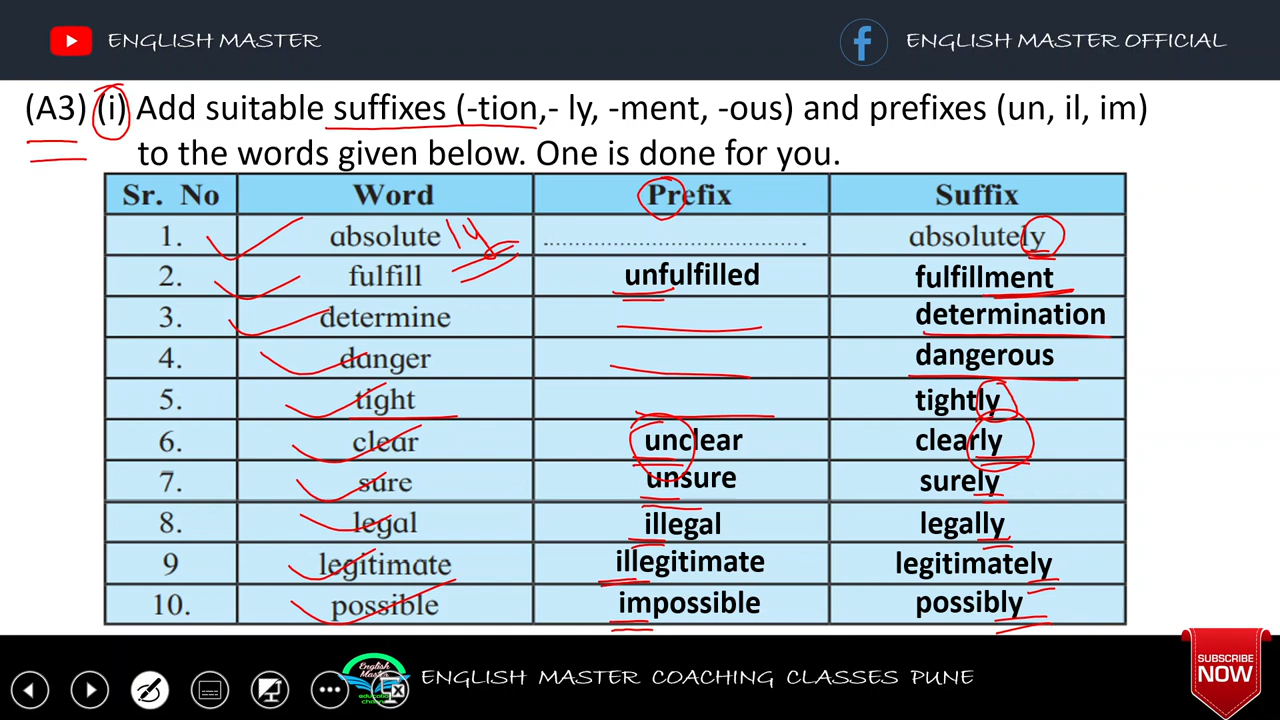 ENGLISH MASTER
ENGLISH MASTER OFFICIAL
(A3) (i) Add suitable suffixes (-tion,- ly, -ment, -ous) and prefixes (un, il, im)
to the words given below. One is done for you.
Sr. No Word Prefix Suffix
1. absolute ly ........................................ absolutely
2. fulfill unfulfilled fulfillment
3. determine determination
4. danger dangerous
5. tight tightly
6. clear unclear clearly
7. sure unsure surely
8. legal illegal legally
9 legitimate illegitimate legitimately
10. possible impossible possibly
English
Master
ENGLISH MASTER COACHING CLASSES PUNE
SUBSCRIBE
NOW